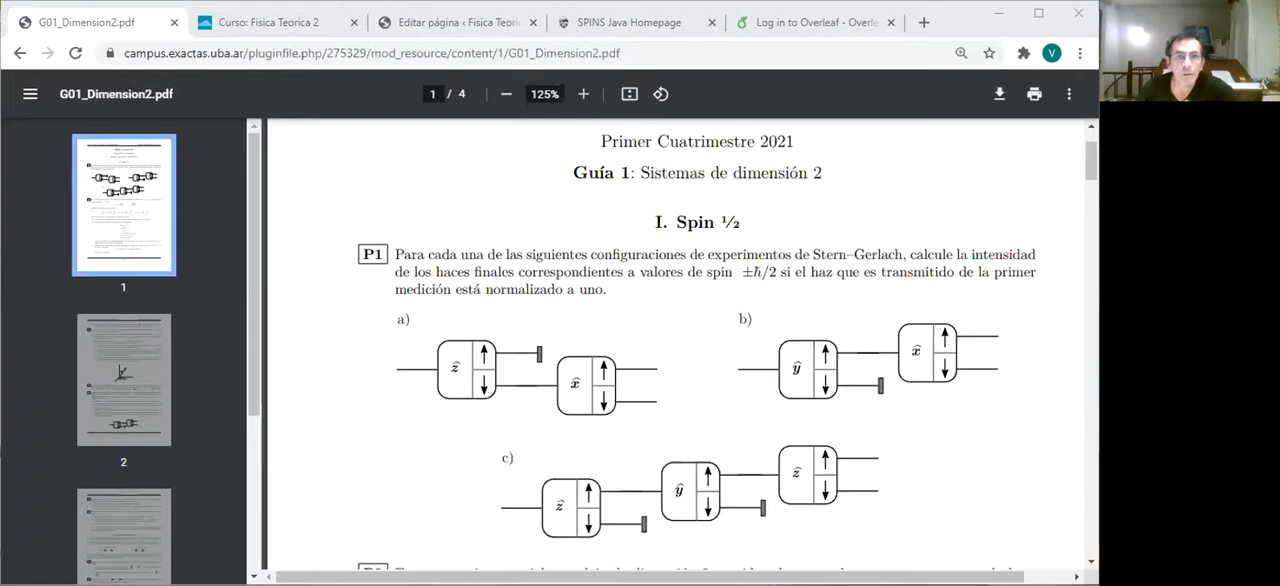 G01_Dimension2.pdf
Curso: Fisica Teorica 2
Editar página ‹ Fisica Teori
SPINS Java Homepage
Log in to Overleaf - Overle
campus.exactas.uba.ar/pluginfile.php/275329/mod_resource/content/1/G01_Dimension2.pdf
V
G01_Dimension2.pdf
1 / 4
125%
Primer Cuatrimestre 2021
Guía 1: Sistemas de dimensión 2
I. Spin ½
P1 Para cada una de las siguientes configuraciones de experimentos de Stern–Gerlach, calcule la intensidad
de los haces finales correspondientes a valores de spin ±ℏ/2 si el haz que es transmitido de la primer
medición está normalizado a uno.
a)
b)
ẑ
x̂
ŷ
x̂
c)
ẑ
ŷ
ẑ
1
2